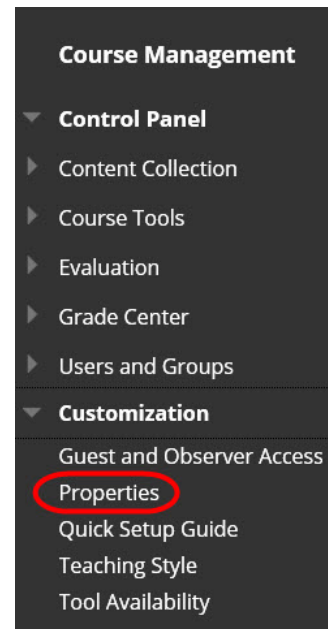 Course Management
Control Panel
Content Collection
Course Tools
Evaluation
Grade Center
Users and Groups
Customization
Guest and Observer Access
Properties
Quick Setup Guide
Teaching Style
Tool Availability